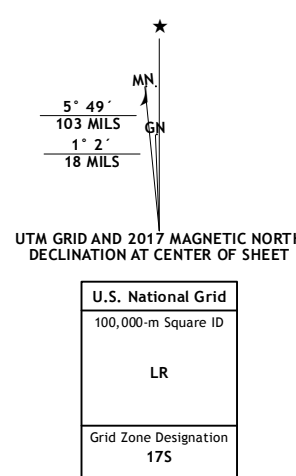 ★
MN
5° 49´
103 MILS
GN
1° 2´
18 MILS
UTM GRID AND 2017 MAGNETIC NORTH
DECLINATION AT CENTER OF SHEET
U.S. National Grid
100,000-m Square ID
LR
Grid Zone Designation
17S